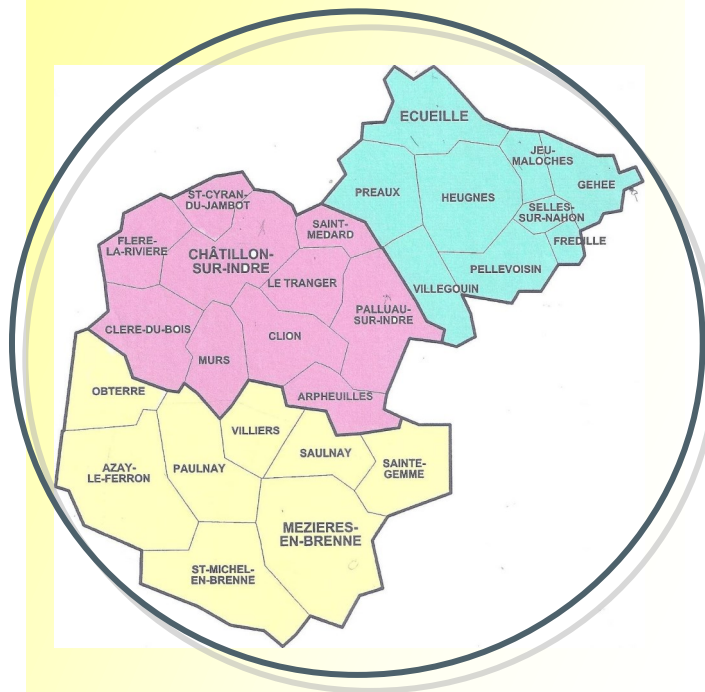 ECUEILLE
JEU-
MALOCHES
GEHEE
PREAUX
HEUGNES
SELLES-
SUR-NAHON
FREDILLE
PELLEVOISIN
VILLEGOUIN
ST-CYRAN-
DU-JAMBOT
SAINT-
MEDARD
FLERE-
LA-RIVIERE
CHÂTILLON-
SUR-INDRE
LE TRANGER
PALLUAU-
SUR-INDRE
CLERE-DU-BOIS
CLION
MURS
ARPHEUILLES
OBTERRE
VILLIERS
SAULNAY
AZAY-
LE-FERRON
PAULNAY
SAINTE-
GEMME
MEZIERES-
EN-BRENNE
ST-MICHEL-
EN-BRENNE